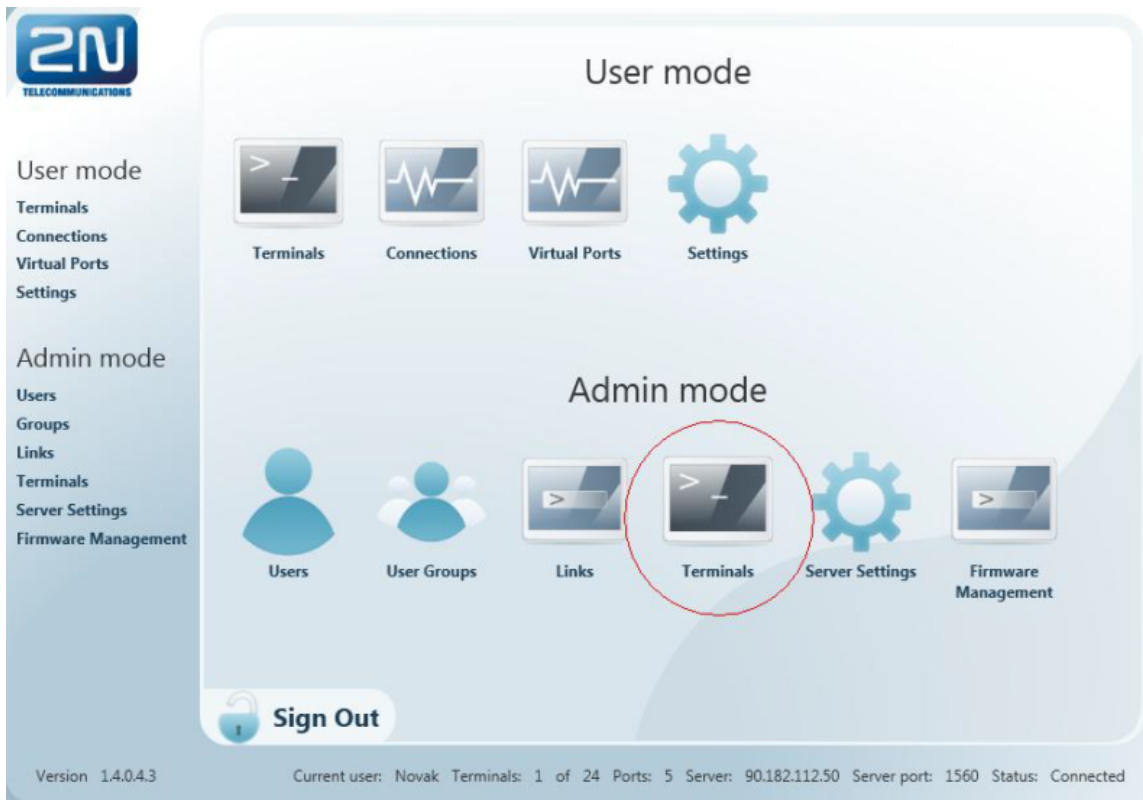 2N
TELECOMMUNICATIONS
User mode
Terminals
Connections
Virtual Ports
Settings
Admin mode
Users
Groups
Links
Terminals
Server Settings
Firmware Management
User mode
Terminals
Connections
Virtual Ports
Settings
Admin mode
Users
User Groups
Links
Terminals
Server Settings
Firmware
Management
Sign Out
Version 1.4.0.4.3
Current user: Novak Terminals: 1 of 24 Ports: 5 Server: 90.182.112.50 Server port: 1560 Status: Connected